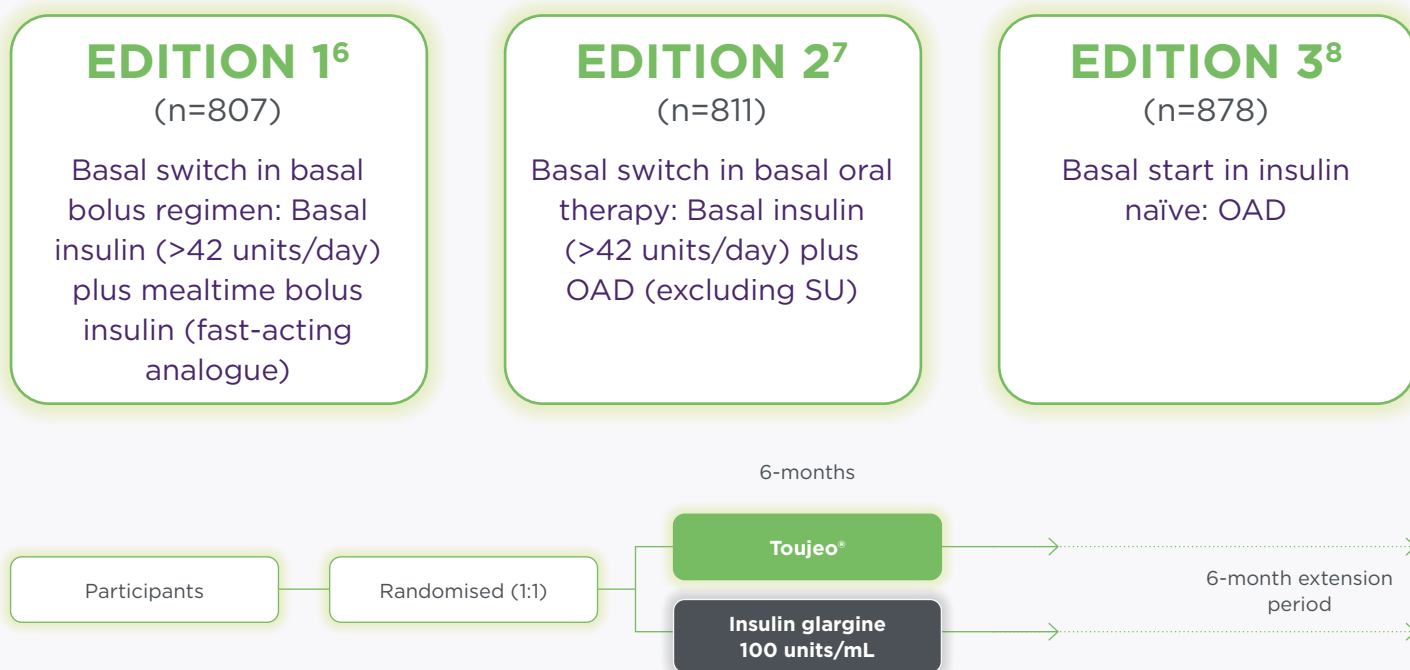 EDITION 1⁶
(n=807)
Basal switch in basal
bolus regimen: Basal
insulin (>42 units/day)
plus mealtime bolus
insulin (fast-acting
analogue)
EDITION 2⁷
(n=811)
Basal switch in basal oral
therapy: Basal insulin
(>42 units/day) plus
OAD (excluding SU)
EDITION 3⁸
(n=878)
Basal start in insulin
naïve: OAD
6-months
Participants
Randomised (1:1)
Toujeo®
Insulin glargine
100 units/mL
6-month extension
period